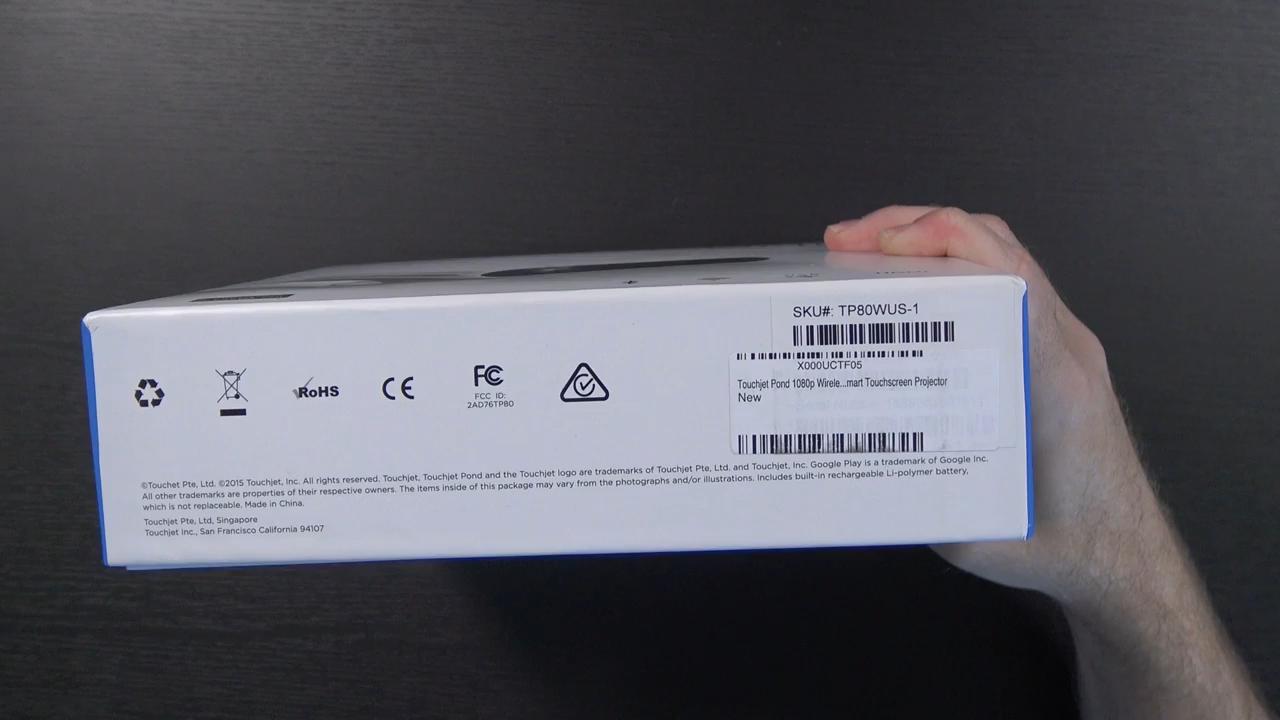 SKU#: TP80WUS-1
X000UCTF05
Touchjet Pond 1080p Wirele...mart Touchscreen Projector
New
RoHS
CE
FC
FCC ID:
2AD76TP80
©Touchet Pte, Ltd. ©2015 Touchjet, Inc. All rights reserved. Touchjet, Touchjet Pond and the Touchjet logo are trademarks of Touchjet Pte, Ltd. and Touchjet, Inc. Google Play is a trademark of Google Inc.
All other trademarks are properties of their respective owners. The items inside of this package may vary from the photographs and/or illustrations. Includes built-in rechargeable Li-polymer battery,
which is not replaceable. Made in China.
Touchjet Pte, Ltd, Singapore
Touchjet Inc., San Francisco California 94107